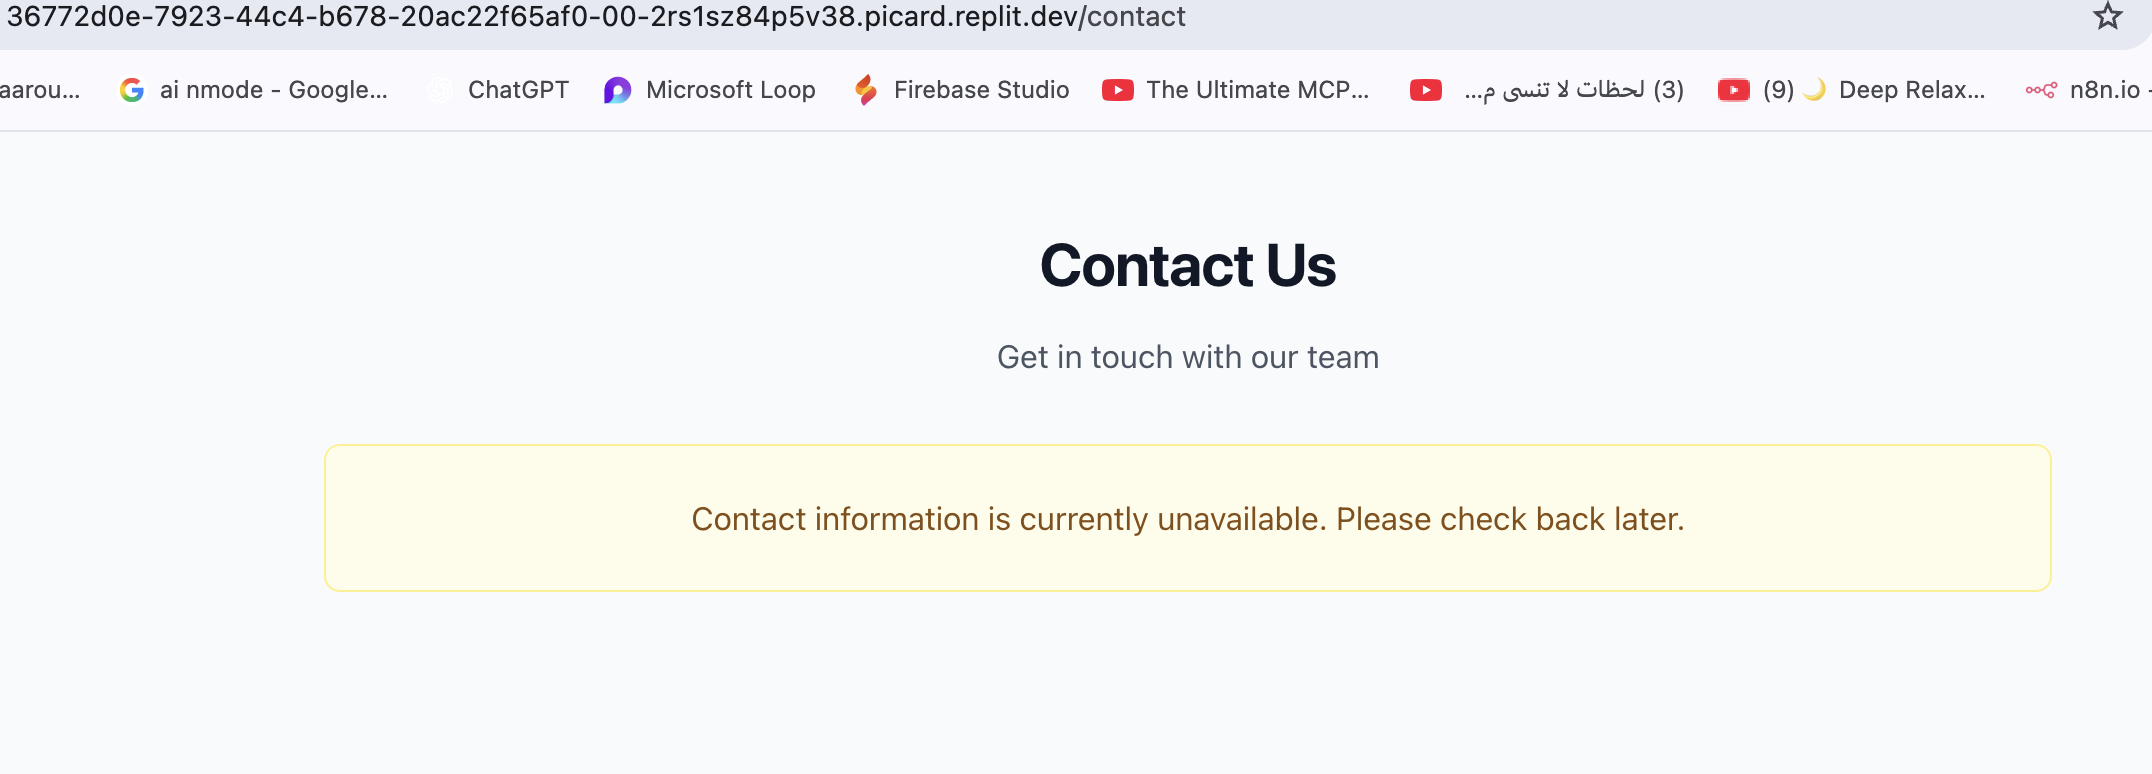 36772d0e-7923-44c4-b678-20ac22f65af0-00-2rs1sz84p5v38.picard.replit.dev/contact
aarou... ai nmode - Google... ChatGPT Microsoft Loop Firebase Studio The Ultimate MCP... (3) لحظات لا تنسى م... (9) 🌙 Deep Relax... n8n.io -
Contact Us
Get in touch with our team
Contact information is currently unavailable. Please check back later.